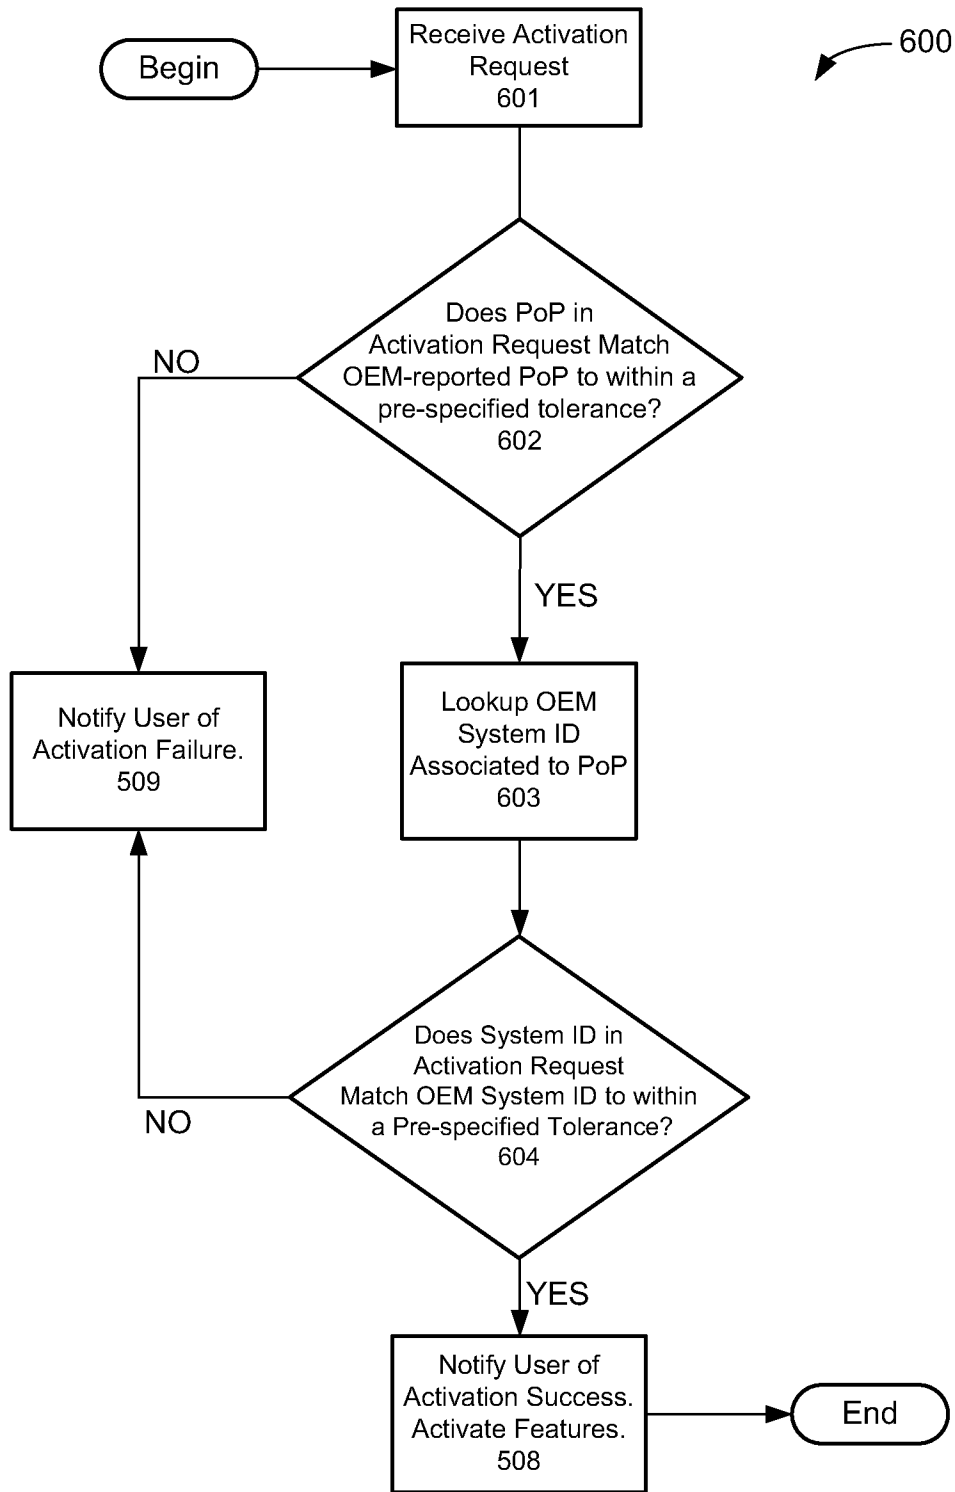 Begin
Receive Activation
Request
601
600
Does PoP in
Activation Request Match
OEM-reported PoP to within a
pre-specified tolerance?
602
NO
YES
Notify User of
Activation Failure.
509
Lookup OEM
System ID
Associated to PoP
603
Does System ID in
Activation Request
Match OEM System ID to within
a Pre-specified Tolerance?
604
NO
YES
Notify User of
Activation Success.
Activate Features.
508
End